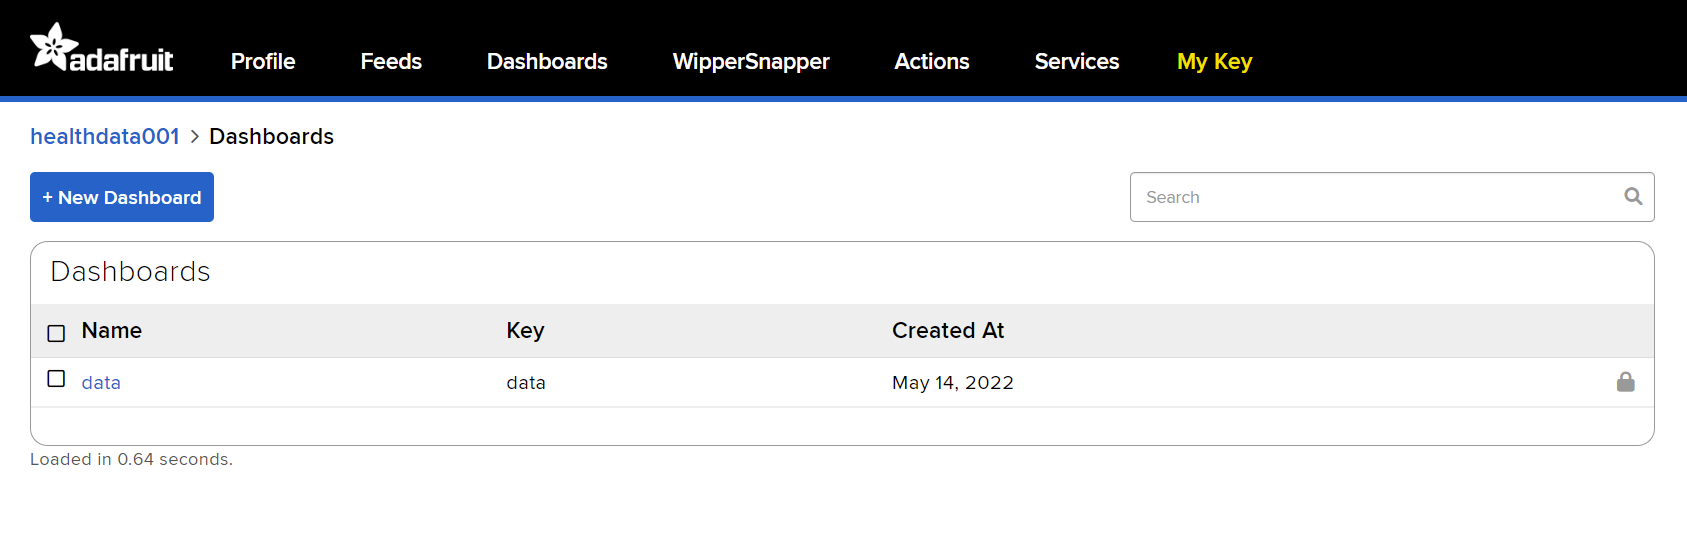 adafruit Profile Feeds Dashboards WipperSnapper Actions Services My Key
healthdata001 > Dashboards
+ New Dashboard Search
Dashboards
Name Key Created At
data data May 14, 2022
Loaded in 0.64 seconds.